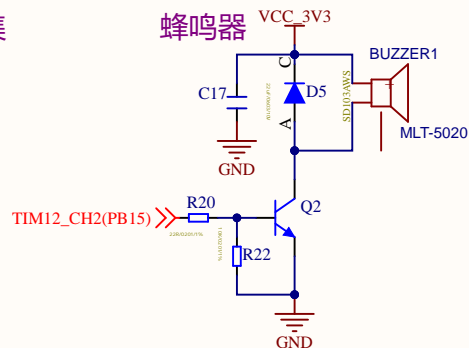 蜂鸣器
VCC_3V3
C
BUZZER1
C17
D5
SD103AWS
A
MLT-5020
GND
R20
Q2
TIM12_CH2(PB15)
R22
GND